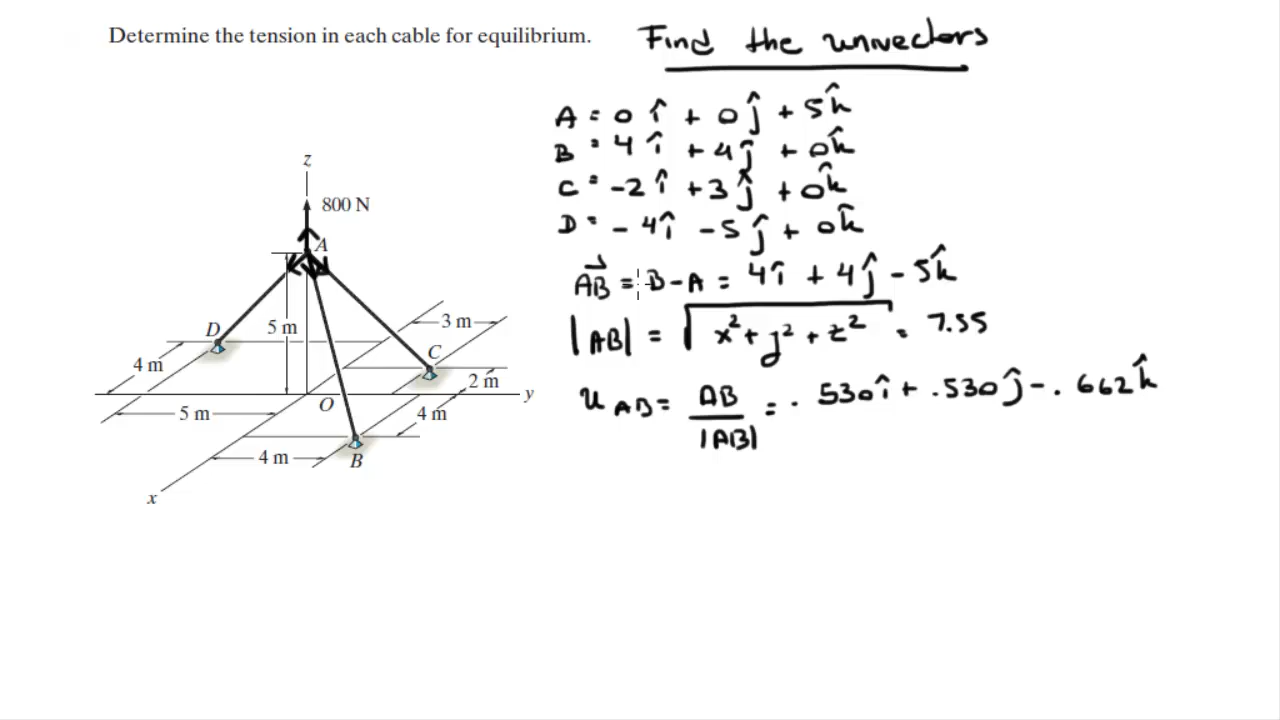 Determine the tension in each cable for equilibrium.
Find the univectors
A = 0 î + 0 ĵ + 5 k̂
B = 4 î + 4 ĵ + 0 k̂
C = -2 î + 3 ĵ + 0 k̂
D = - 4 î - 5 ĵ + 0 k̂
AB⃗ = B - A = 4 î + 4 ĵ - 5 k̂
|AB| = √(x² + y² + z²) = 7.55
u AB = AB / |AB| = .530 î + .530 ĵ - .662 k̂
z
800 N
A
D
5 m
3 m
4 m
C
2 m
y
O
5 m
4 m
4 m
B
x